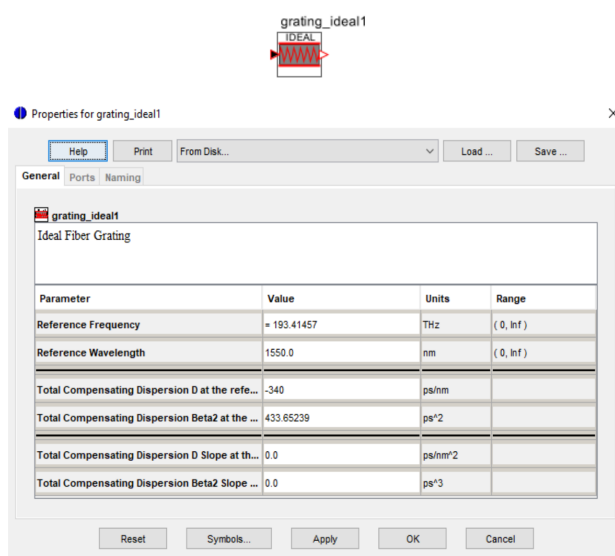 grating_ideal1
IDEAL
Properties for grating_ideal1
Help Print From Disk... Load ... Save ...
General Ports Naming
grating_ideal1
Ideal Fiber Grating
Parameter Value Units Range
Reference Frequency = 193.41457 THz ( 0, Inf )
Reference Wavelength 1550.0 nm ( 0, Inf )
Total Compensating Dispersion D at the refe... -340 ps/nm
Total Compensating Dispersion Beta2 at the ... 433.65239 ps^2
Total Compensating Dispersion D Slope at th... 0.0 ps/nm^2
Total Compensating Dispersion Beta2 Slope ... 0.0 ps^3
Reset Symbols... Apply OK Cancel